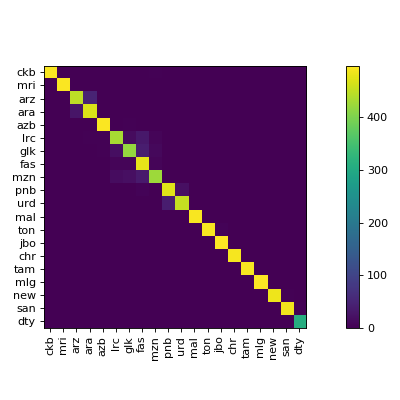 ckb
mri
arz
ara
azb
lrc
glk
fas
mzn
pnb
urd
mal
ton
jbo
chr
tam
mlg
new
san
dty
ckb mri arz ara azb lrc glk fas mzn pnb urd mal ton jbo chr tam mlg new san dty
400
300
200
100
0